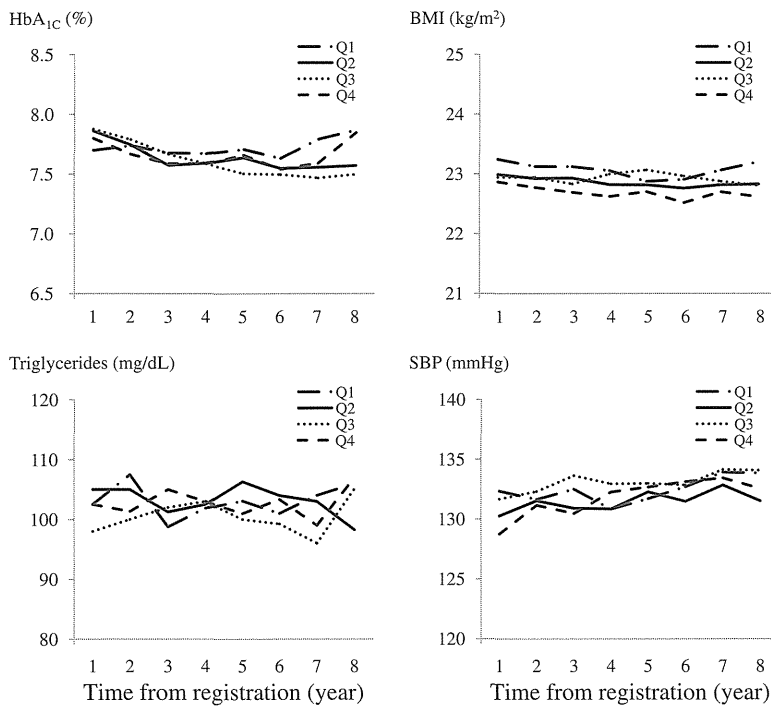 HbA1C (%)
8.5
8.0
7.5
7.0
6.5
Q1
Q2
Q3
Q4
1 2 3 4 5 6 7 8
BMI (kg/m²)
25
24
23
22
21
Q1
Q2
Q3
Q4
1 2 3 4 5 6 7 8
Triglycerides (mg/dL)
120
110
100
90
80
Q1
Q2
Q3
Q4
1 2 3 4 5 6 7 8
Time from registration (year)
SBP (mmHg)
140
135
130
125
120
Q1
Q2
Q3
Q4
1 2 3 4 5 6 7 8
Time from registration (year)